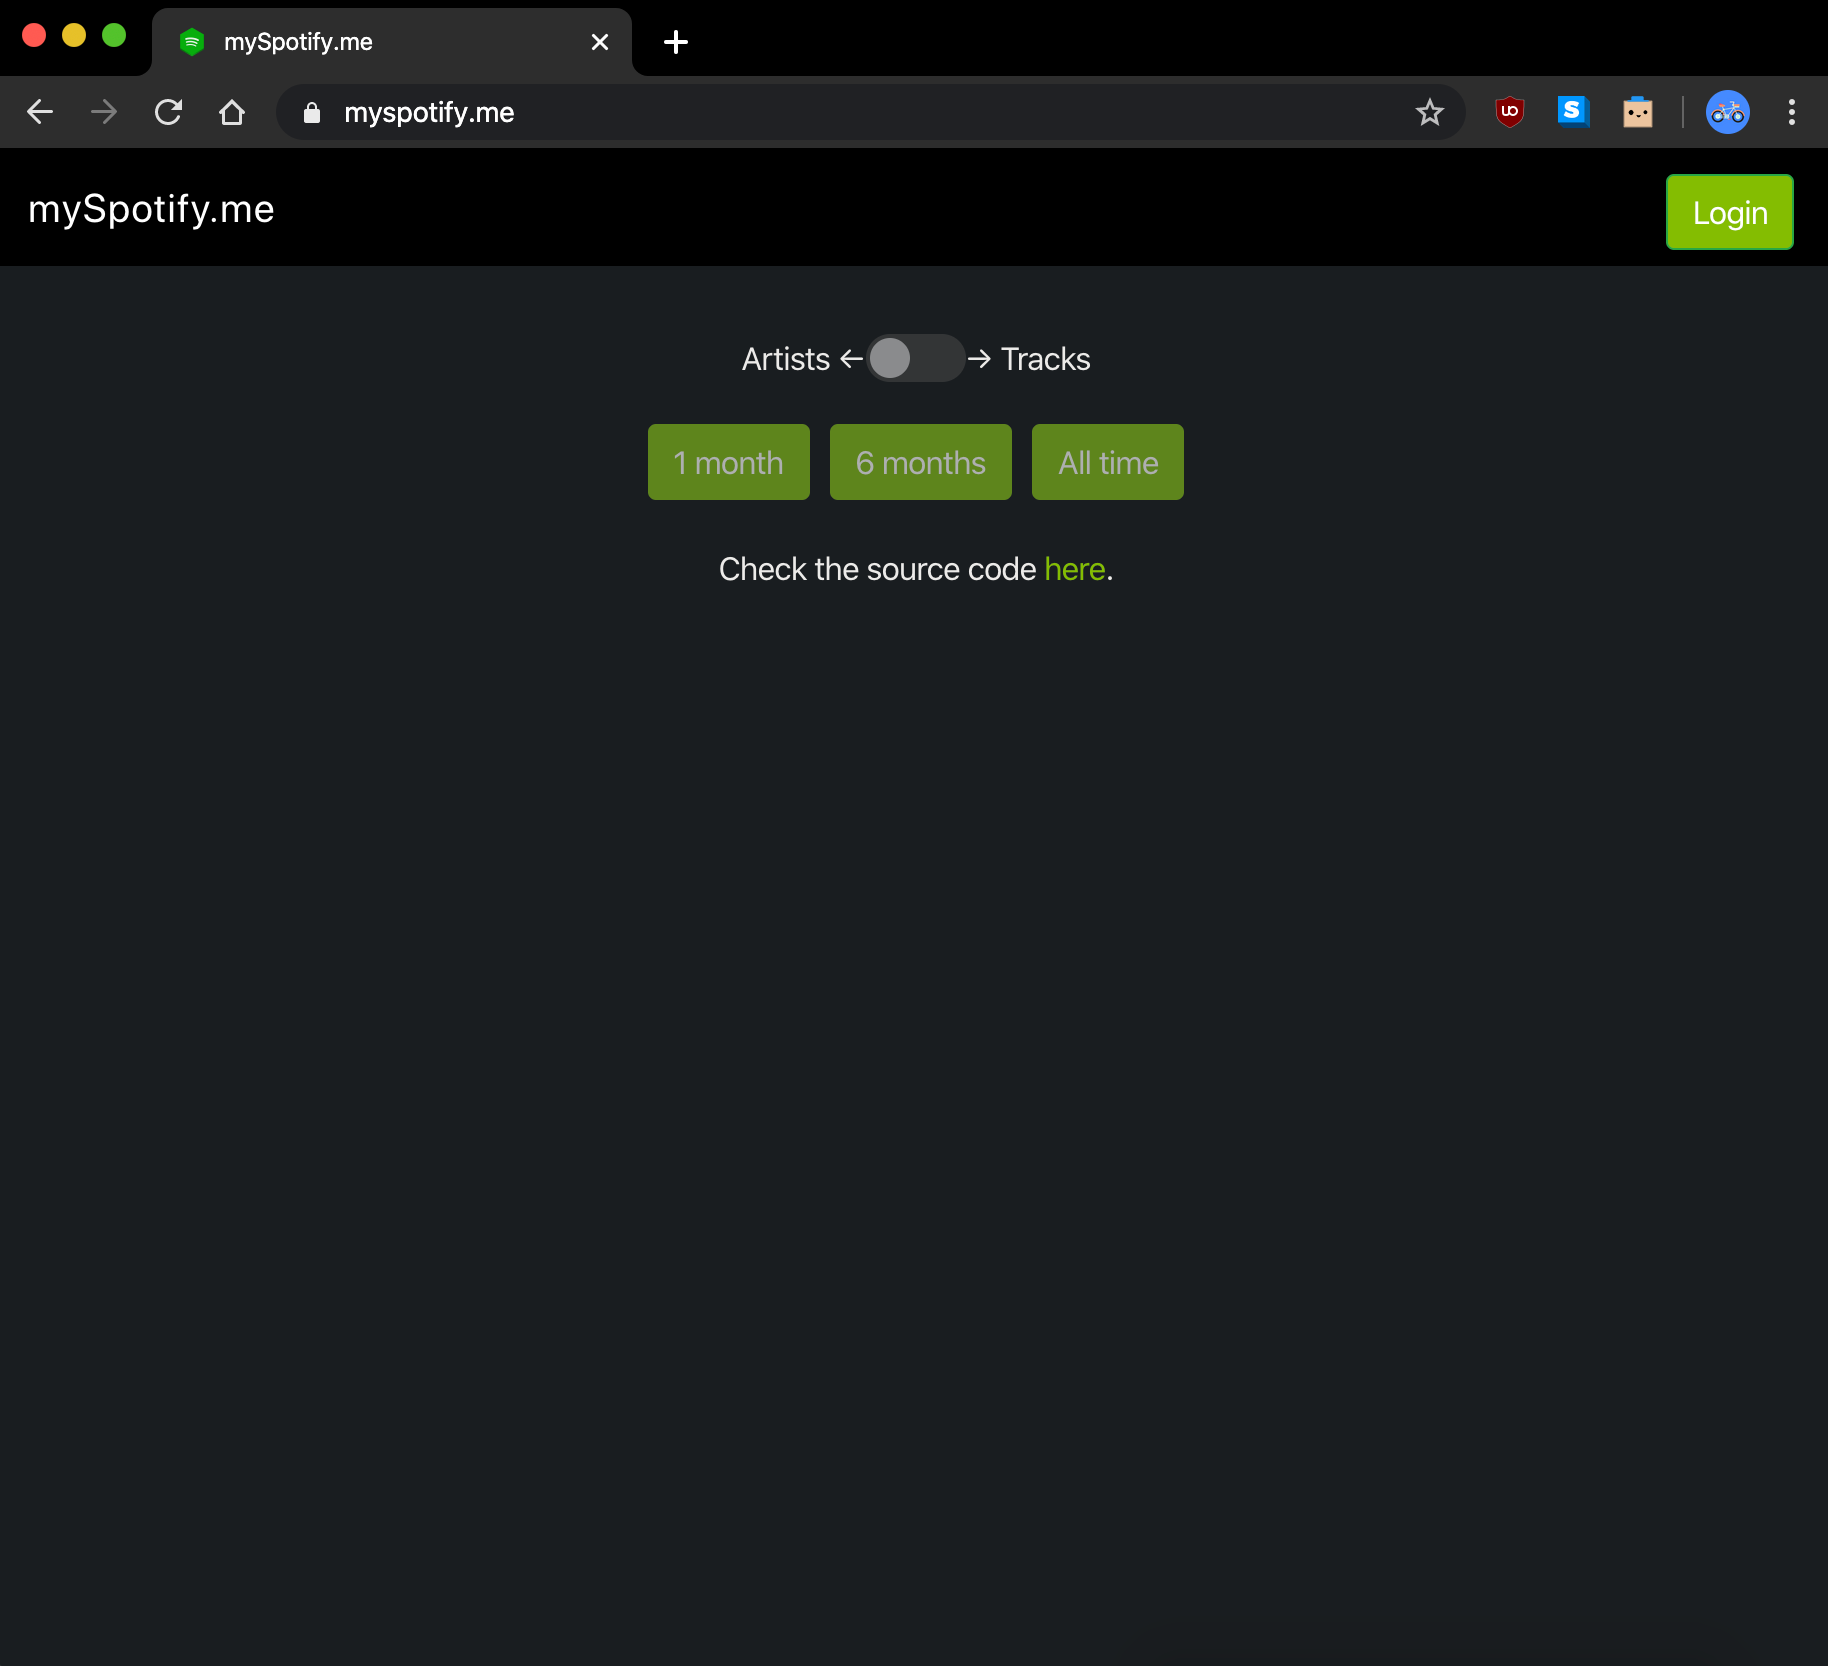 mySpotify.me
myspotify.me
mySpotify.me
Login
Artists ← → Tracks
1 month 6 months All time
Check the source code here.